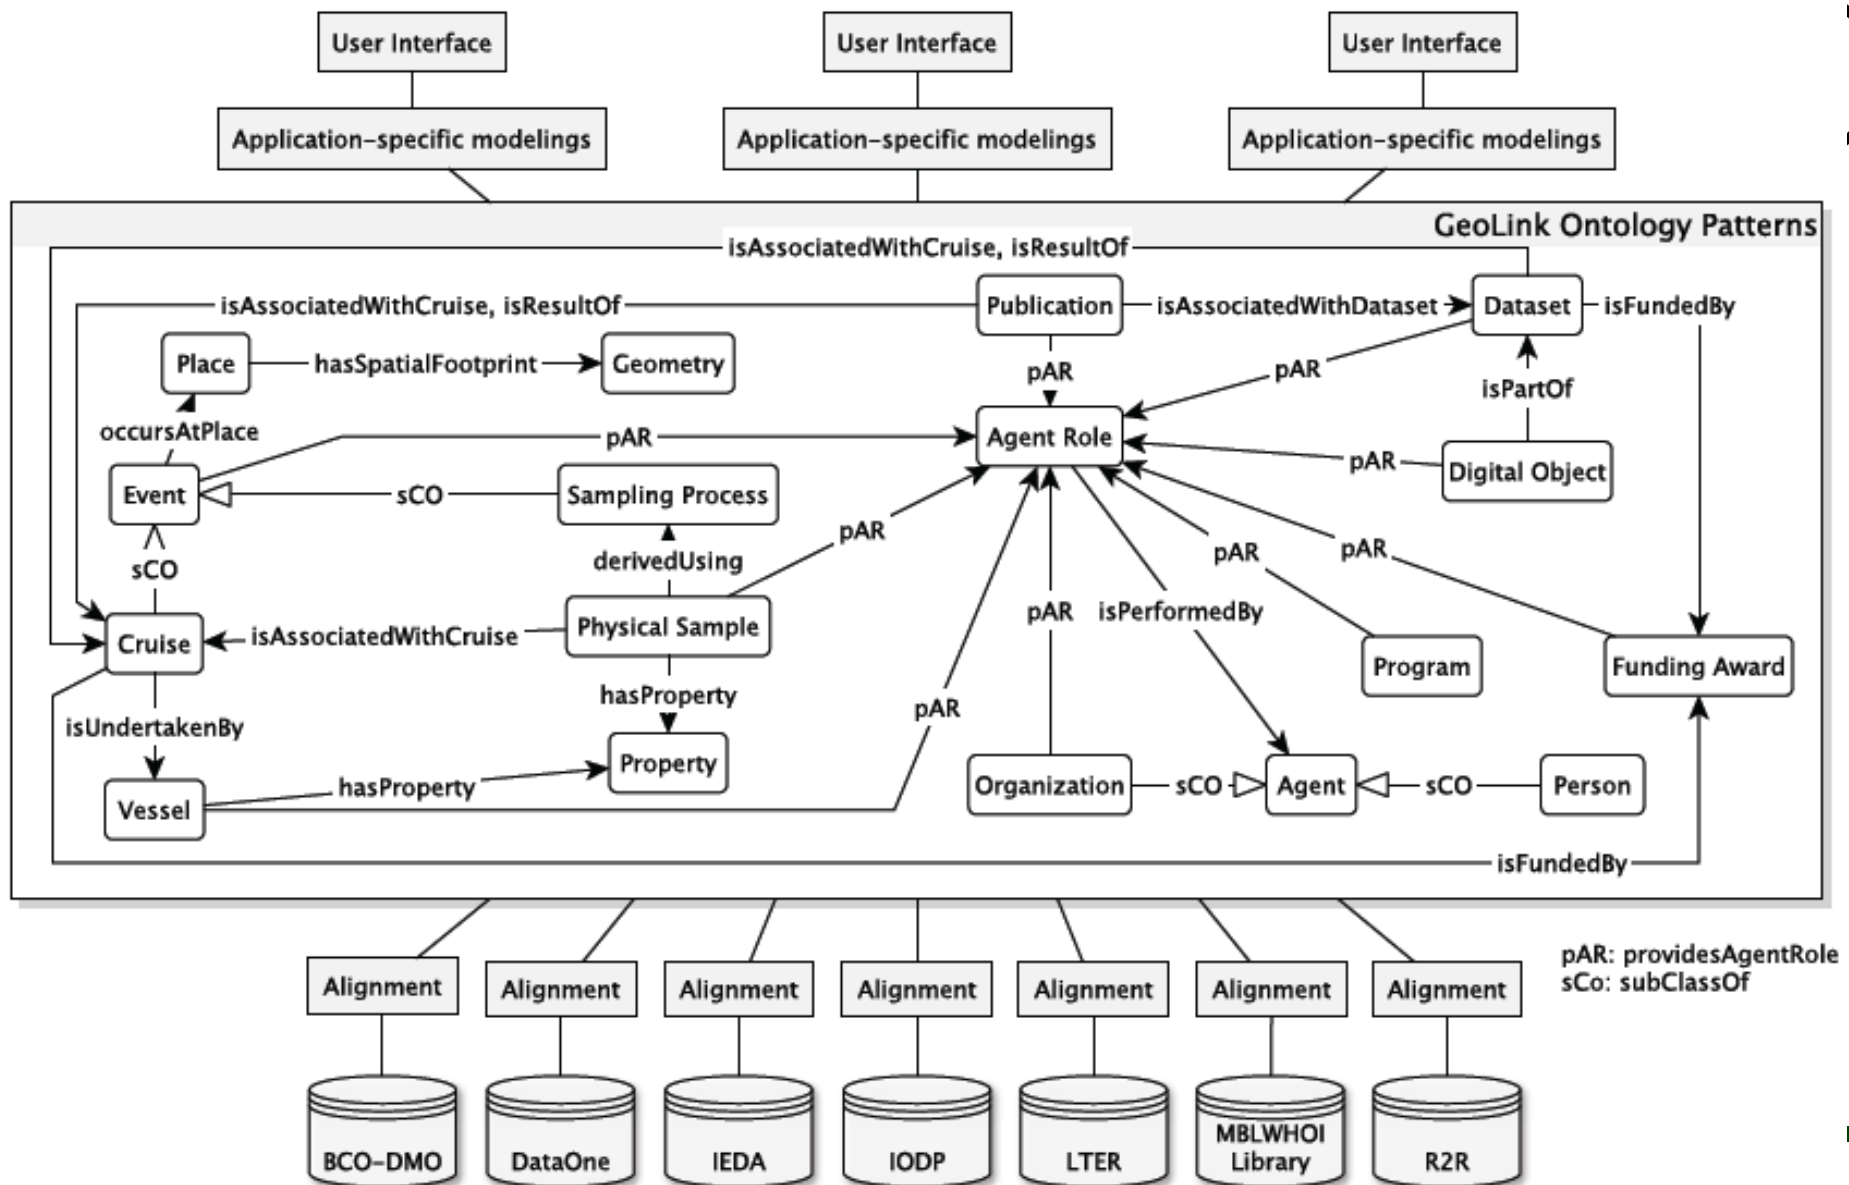 User Interface
User Interface
User Interface
Application-specific modelings
Application-specific modelings
Application-specific modelings
GeoLink Ontology Patterns
isAssociatedWithCruise, isResultOf
isAssociatedWithCruise, isResultOf
Publication
isAssociatedWithDataset
Dataset
isFundedBy
Place
hasSpatialFootprint
Geometry
pAR
pAR
isPartOf
occursAtPlace
pAR
Agent Role
pAR
Digital Object
Event
sCO
Sampling Process
pAR
pAR
pAR
sCO
derivedUsing
pAR
isPerformedBy
Cruise
isAssociatedWithCruise
Physical Sample
Program
Funding Award
hasProperty
pAR
isUndertakenBy
Property
hasProperty
Vessel
Organization
sCO
Agent
sCO
Person
isFundedBy
Alignment
Alignment
Alignment
Alignment
Alignment
Alignment
Alignment
pAR: providesAgentRole
sCo: subClassOf
BCO-DMO
DataOne
IEDA
IODP
LTER
MBLWHOI
Library
R2R